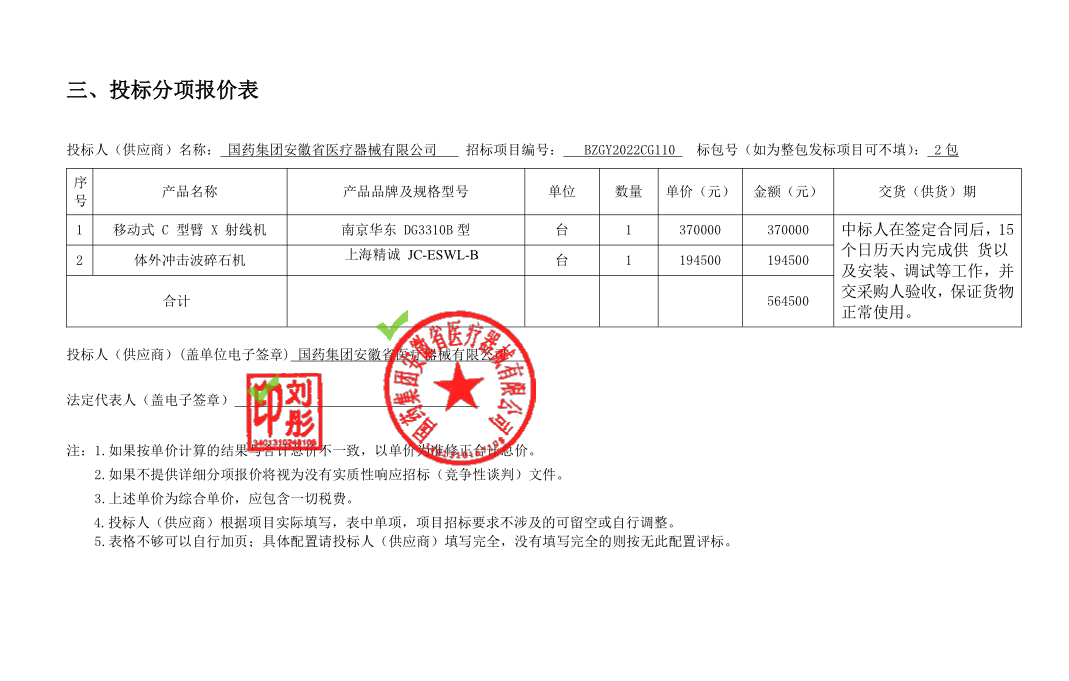 三、投标分项报价表
投标人（供应商）名称： 国药集团安徽省医疗器械有限公司 招标项目编号： BZGY2022CG110 标包号（如为整包发标项目可不填）： 2 包
序号 产品名称 产品品牌及规格型号 单位 数量 单价（元） 金额（元） 交货（供货）期
1 移动式 C 型臂 X 射线机 南京华东 DG3310B 型 台 1 370000 370000
2 体外冲击波碎石机 上海精诚 JC-ESWL-B 台 1 194500 194500
合计 564500
中标人在签定合同后，15
个日历天内完成供 货以
及安装、调试等工作，并
交采购人验收，保证货物
正常使用。
投标人（供应商）(盖单位电子签章) 国药集团安徽省医疗器械有限公司
国药集团安徽省医疗器械有限公司
法定代表人（盖电子签章）
刘彤印
注：1.如果按单价计算的结果与合计总价不一致，以单价为准修正合计总价。
2.如果不提供详细分项报价将视为没有实质性响应招标（竞争性谈判）文件。
3.上述单价为综合单价，应包含一切税费。
4.投标人（供应商）根据项目实际填写，表中单项，项目招标要求不涉及的可留空或自行调整。
5.表格不够可以自行加页；具体配置请投标人（供应商）填写完全，没有填写完全的则按无此配置评标。